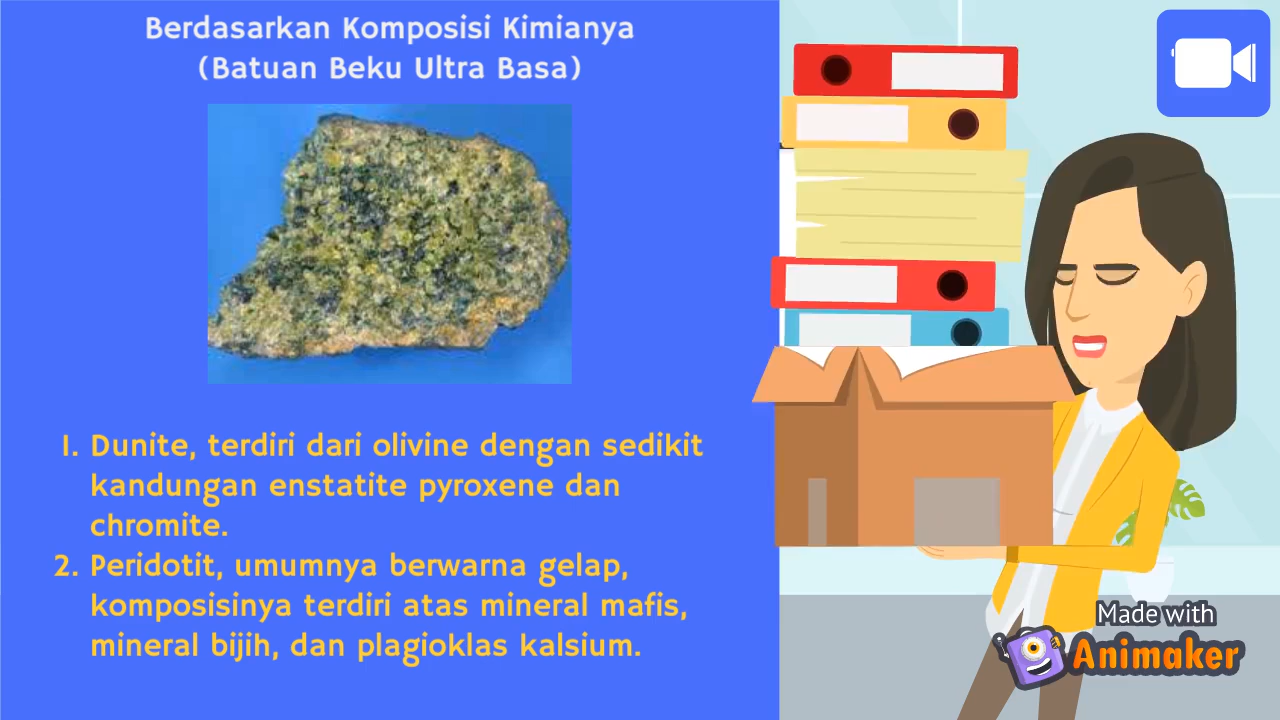 Berdasarkan Komposisi Kimianya
(Batuan Beku Ultra Basa)
1. Dunite, terdiri dari olivine dengan sedikit
kandungan enstatite pyroxene dan
chromite.
2. Peridotit, umumnya berwarna gelap,
komposisinya terdiri atas mineral mafis,
mineral bijih, dan plagioklas kalsium.
Made with
Animaker